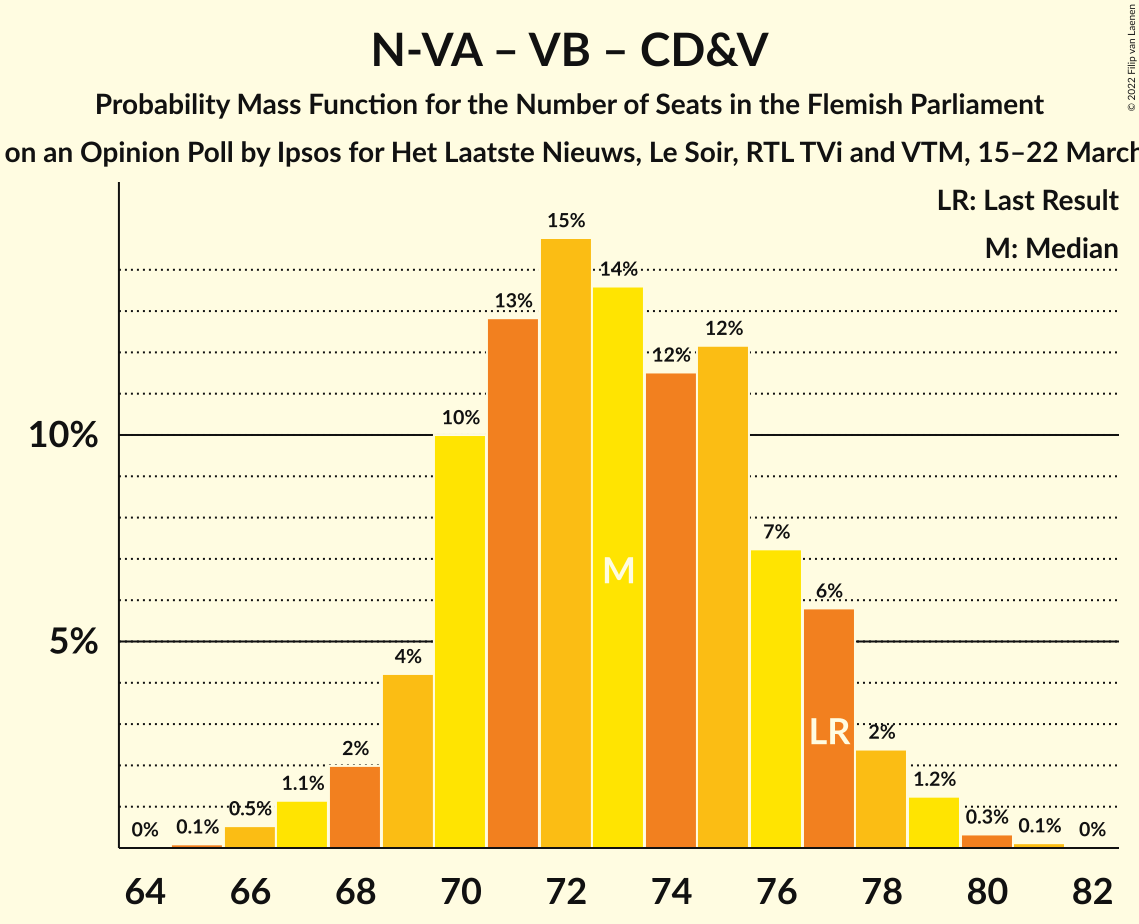 N-VA – VB – CD&V
Probability Mass Function for the Number of Seats in the Flemish Parliament
on an Opinion Poll by Ipsos for Het Laatste Nieuws, Le Soir, RTL TVi and VTM, 15–22 March
© 2022 Filip van Laenen
LR: Last Result
M: Median
15%
14%
13%
12%
12%
10%
10%
7%
6%
5%
4%
2%
2%
1.1%
1.2%
0.5%
0.3%
0%
0.1%
0.1%
0%
M
LR
64 66 68 70 72 74 76 78 80 82